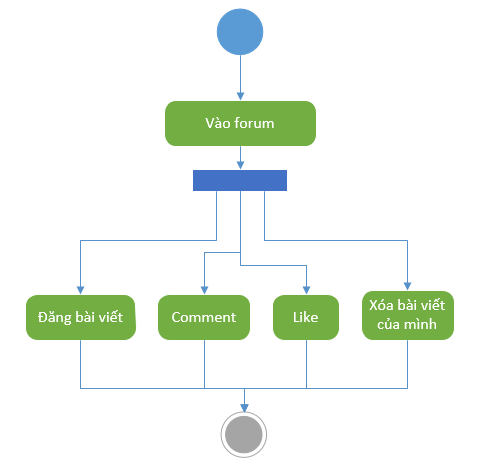 Vào forum
Đăng bài viết
Comment
Like
Xóa bài viết
của mình